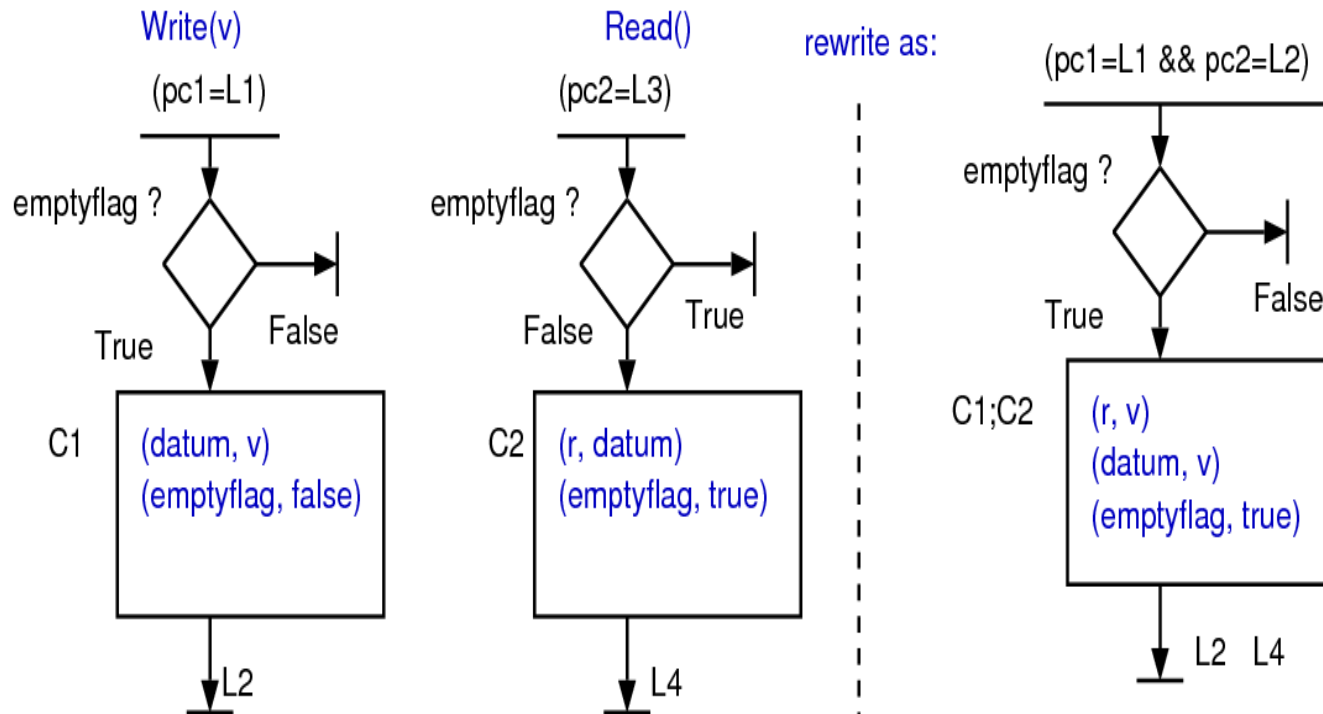 Write(v)
(pc1=L1)
emptyflag ?
True
False
C1
(datum, v)
(emptyflag, false)
L2
Read()
(pc2=L3)
emptyflag ?
False
True
C2
(r, datum)
(emptyflag, true)
L4
rewrite as:
(pc1=L1 && pc2=L2)
emptyflag ?
True
False
C1;C2
(r, v)
(datum, v)
(emptyflag, true)
L2 L4